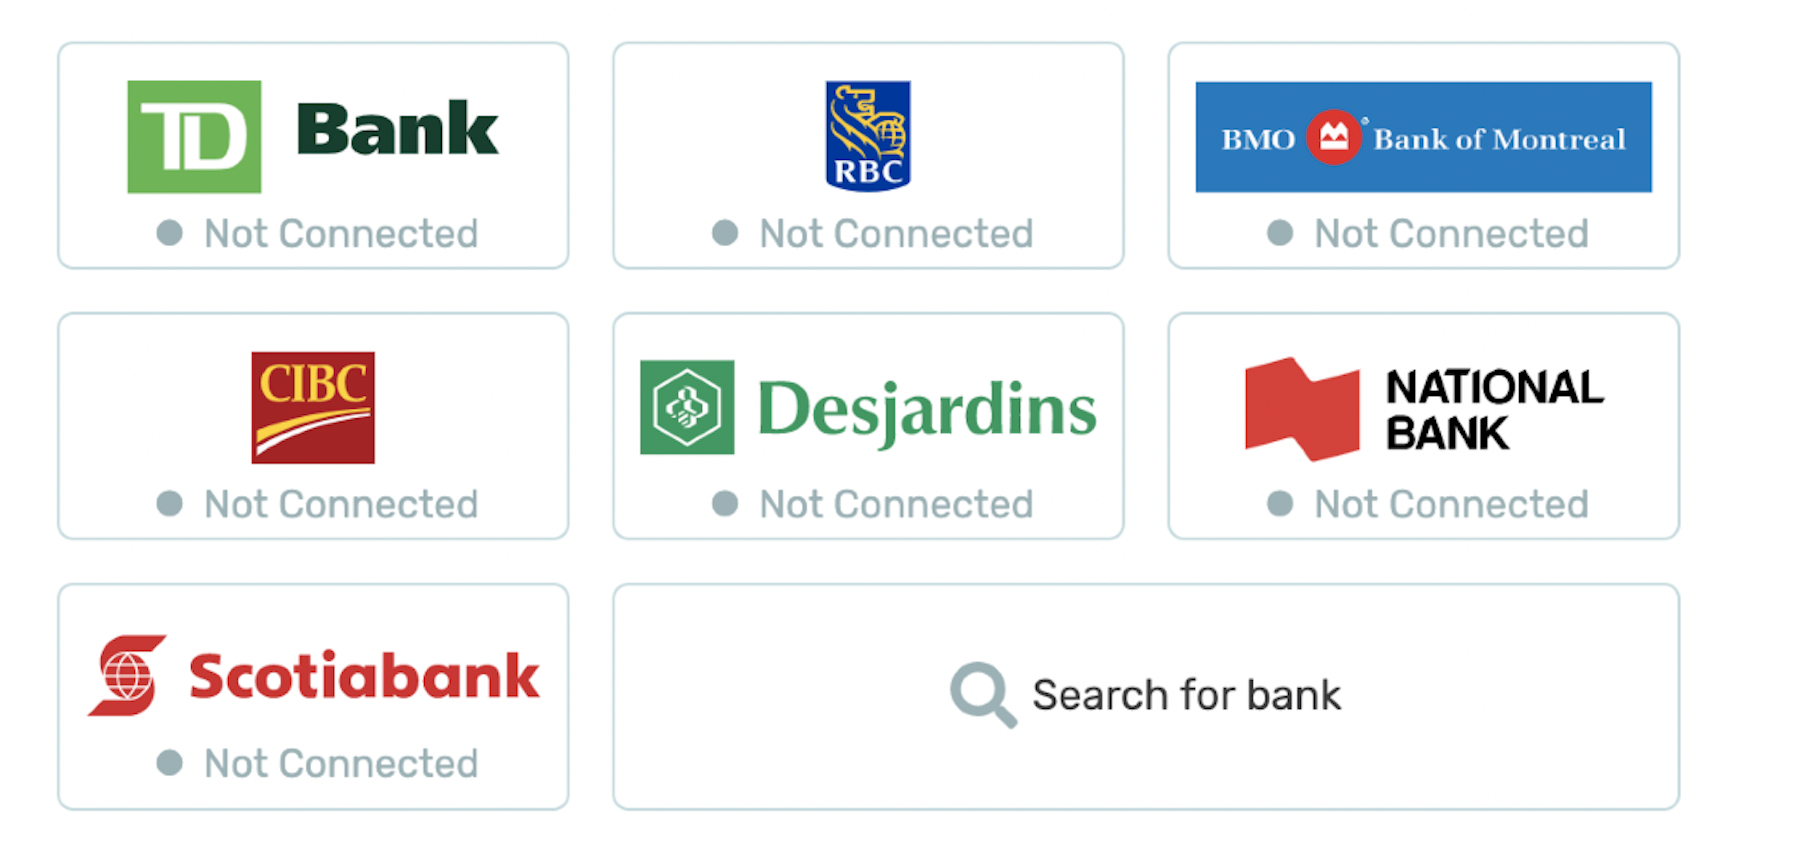 TD Bank
Not Connected
RBC
Not Connected
BMO Bank of Montreal
Not Connected
CIBC
Not Connected
Desjardins
Not Connected
NATIONAL
BANK
Not Connected
Scotiabank
Not Connected
Search for bank